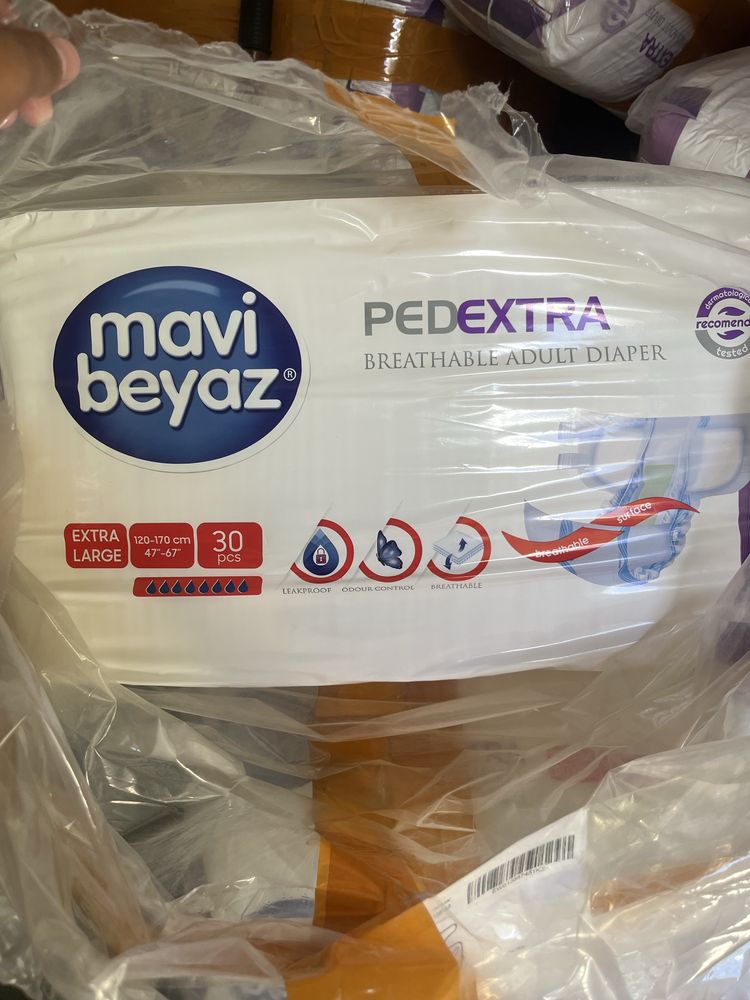 EXTRA
mavi
beyaz®
PEDEXTRA
BREATHABLE ADULT DIAPER
recomend
tested
EXTRA
LARGE
120-170 cm
47"-67"
30
pcs
LEAKPROOF
ODOUR CONTROL
BREATHABLE
breathable
surface